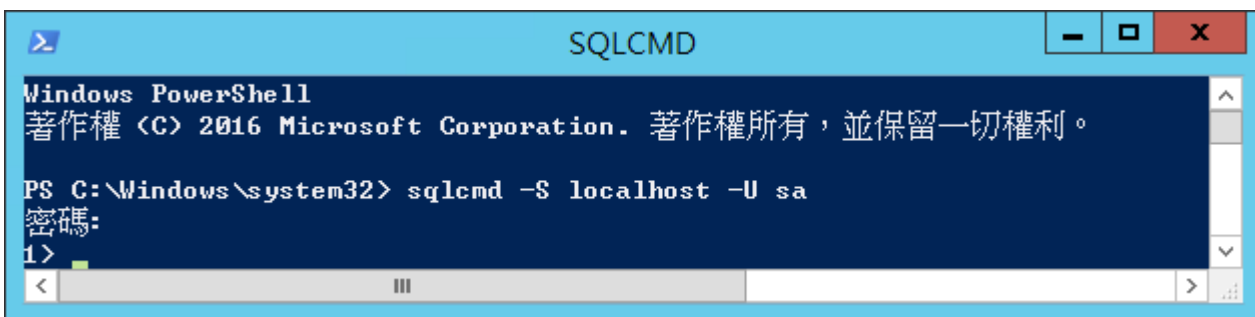 SQLCMD
Windows PowerShell
著作權 (C) 2016 Microsoft Corporation. 著作權所有，並保留一切權利。
PS C:\Windows\system32> sqlcmd -S localhost -U sa
密碼:
1>